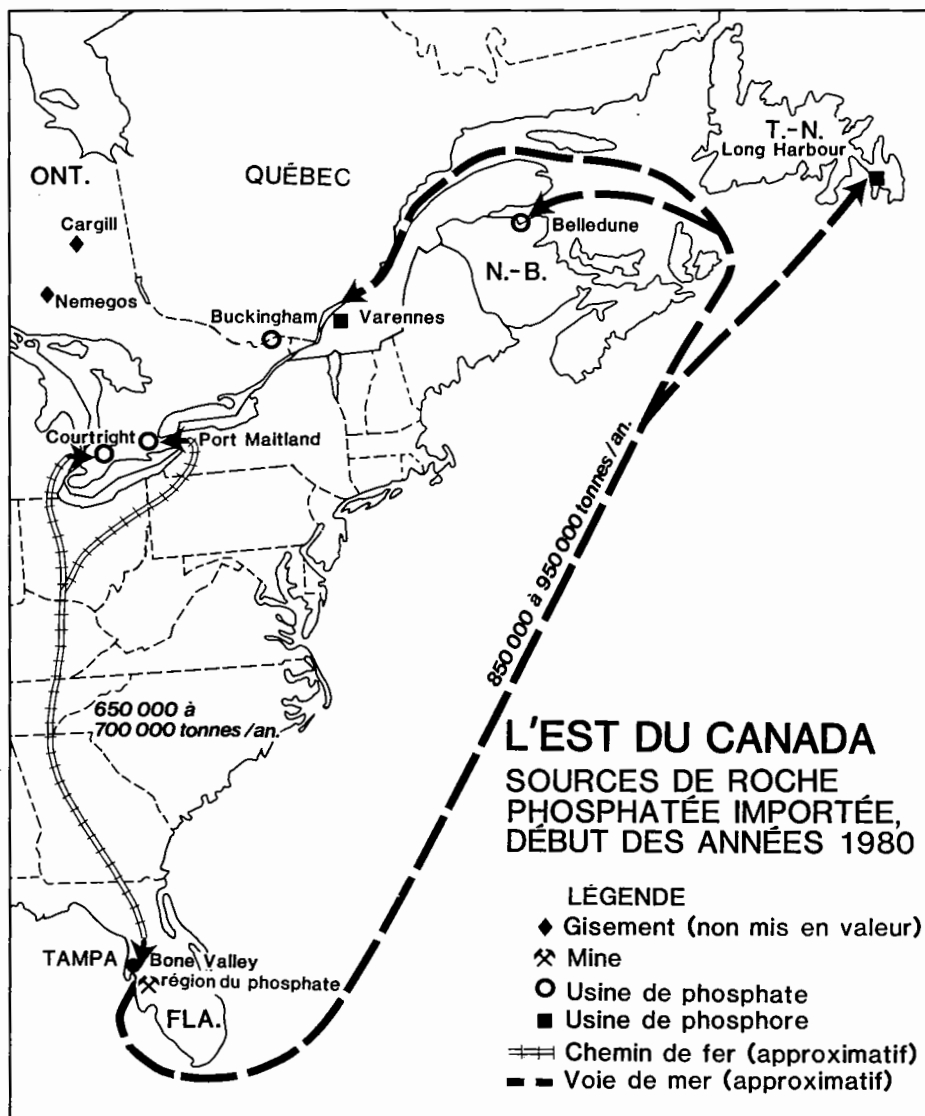 T.-N.
Long Harbour
ONT.
QUÉBEC
Cargill
Belledune
N.-B.
Nemegos
Buckingham
Varennes
Courtright
Port Maitland
850 000 à 950 000 tonnes/an.
650 000 à
700 000 tonnes/an.
L'EST DU CANADA
SOURCES DE ROCHE
PHOSPHATÉE IMPORTÉE,
DÉBUT DES ANNÉES 1980
LÉGENDE
Gisement (non mis en valeur)
Mine
Usine de phosphate
Usine de phosphore
Chemin de fer (approximatif)
Voie de mer (approximatif)
TAMPA
Bone Valley
région du phosphate
FLA.